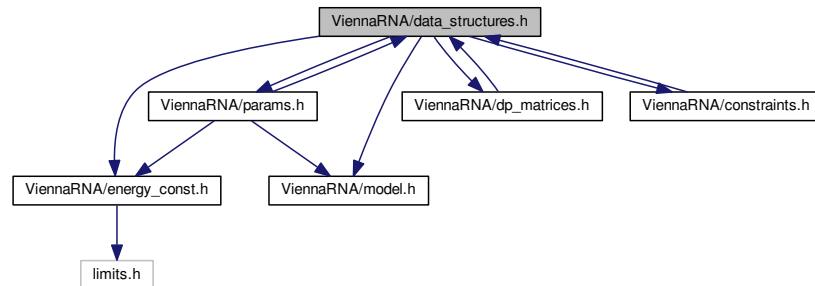 ViennaRNA/data_structures.h
ViennaRNA/params.h
ViennaRNA/dp_matrices.h
ViennaRNA/constraints.h
ViennaRNA/energy_const.h
ViennaRNA/model.h
limits.h